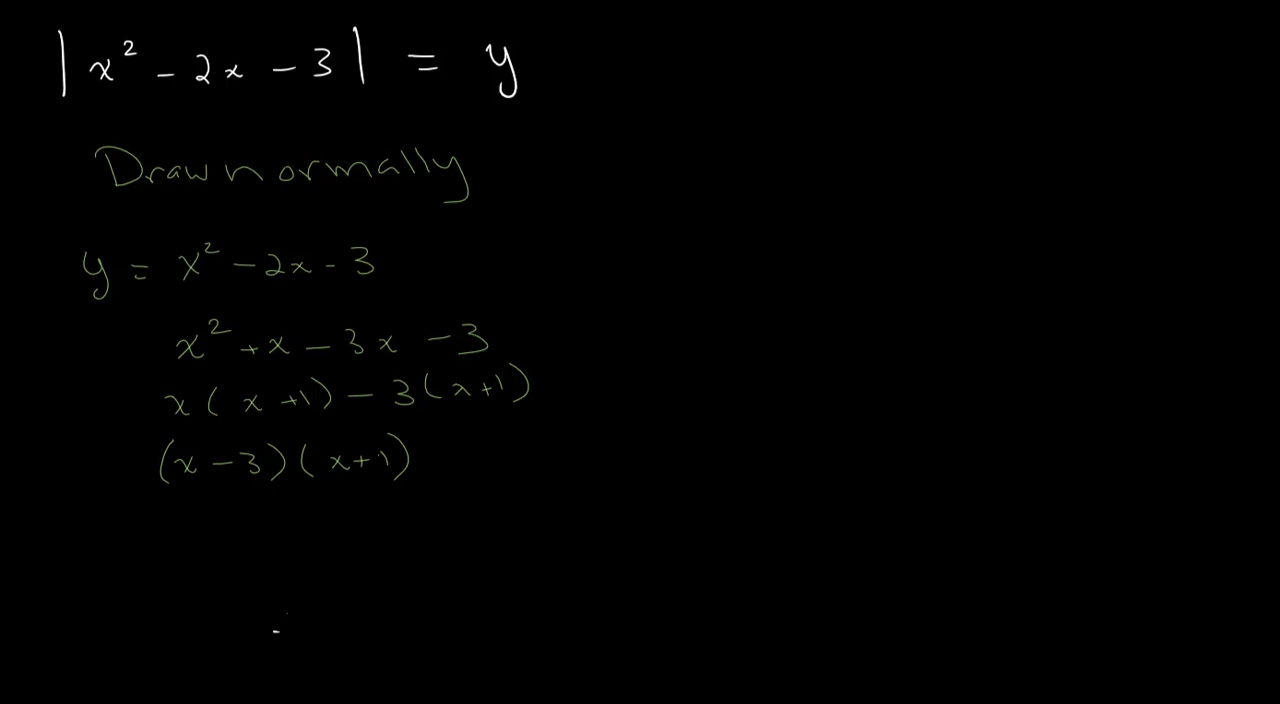 |x² - 2x - 3| = y
Draw normally
y = x² - 2x - 3
x² + x - 3x - 3
x(x+1) - 3(x+1)
(x-3)(x+1)